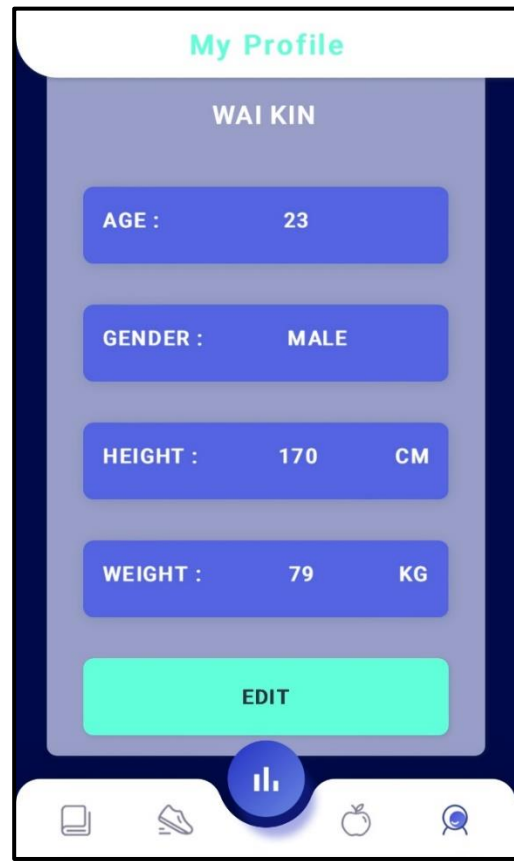 My Profile
WAI KIN
AGE : 23
GENDER : MALE
HEIGHT : 170 CM
WEIGHT : 79 KG
EDIT